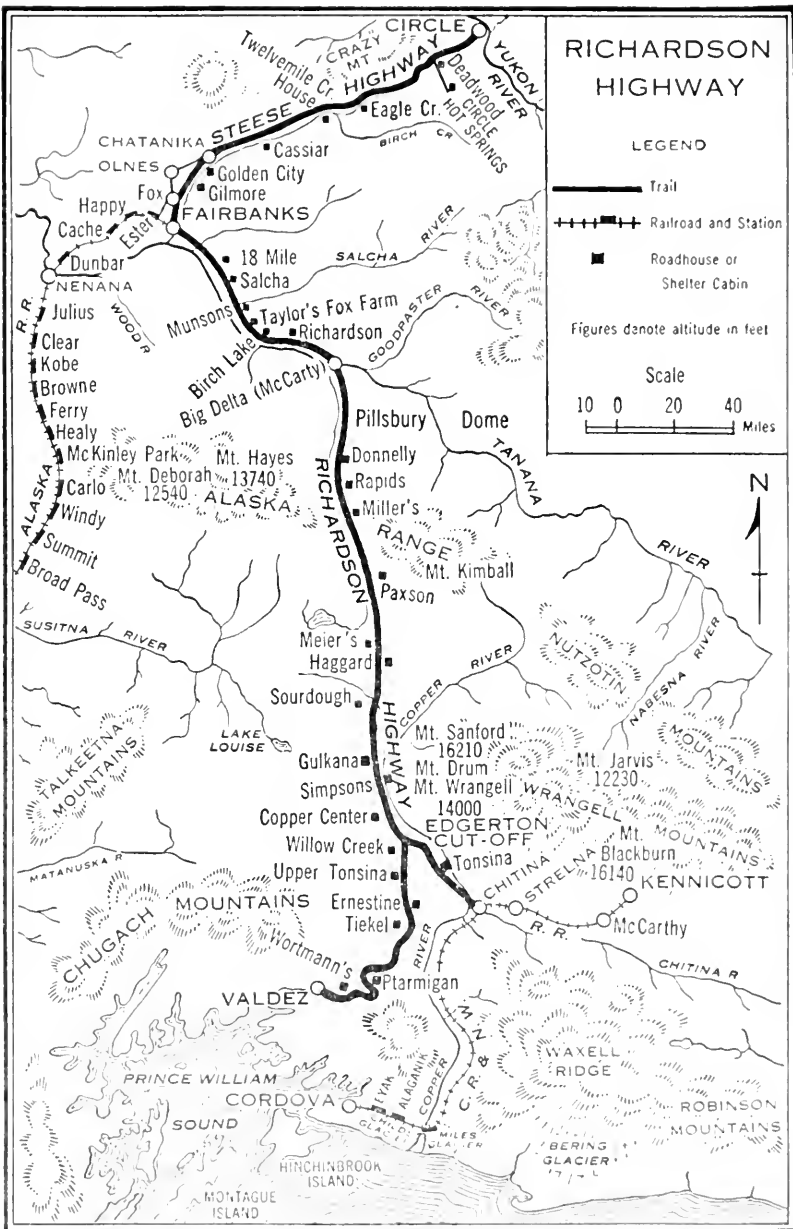 RICHARDSON
HIGHWAY
LEGEND
Trail
Railroad and Station
Roadhouse or
Shelter Cabin
Figures denote altitude in feet
Scale
10 0 20 40
Miles
N
CIRCLE
YUKON
RIVER
CRAZY
MT
Twelvemile Cr.
House
STEESE HIGHWAY
Deadwood
CIRCLE
HOT SPRINGS
Eagle Cr.
BIRCH CR
CHATANIKA
OLNES
Cassiar
Golden City
Gilmore
Fox
FAIRBANKS
Happy
Ester
Cache
Dunbar
NENANA
WOOD R
18 Mile
Salcha
SALCHA RIVER
Munsons
Taylor's Fox Farm
Birch Lake
Richardson
GOODPASTER RIVER
Big Delta (McCarty)
R. R.
Julius
Clear
Kobe
Browne
Ferry
Healy
McKinley Park
Carlo
Windy
Summit
Broad Pass
ALASKA
Mt. Deborah
12540
Mt. Hayes
13740
ALASKA
RANGE
Pillsbury Dome
TANANA
RIVER
Donnelly
Rapids
Miller's
RICHARDSON
HIGHWAY
Mt. Kimball
Paxson
SUSITNA RIVER
Meier's
Haggard
Sourdough
COPPER RIVER
LAKE
LOUISE
NUTZOTIN
MOUNTAINS
NABESNA RIVER
TALKEETNA
MOUNTAINS
Gulkana
Simpsons
Mt. Sanford
16210
Mt. Drum
Mt. Wrangell
14000
Mt. Jarvis
12230
WRANGELL
MOUNTAINS
Copper Center
EDGERTON
CUT-OFF
Willow Creek
Tonsina
Mt.
Blackburn
16140
MATANUSKA R
Upper Tonsina
CHITINA
STRELNA
KENNICOTT
McCarthy
R. R.
CHUGACH MOUNTAINS
Ernestine
Tiekel
CHITINA R
Wortmann's
Ptarmigan
VALDEZ
COPPER RIVER
C. R. & N. W.
WAXELL
RIDGE
PRINCE WILLIAM
SOUND
CORDOVA
EYAK
ALAGANIK
MILES
GLACIER
ROBINSON
MOUNTAINS
BERING
GLACIER
HINCHINBROOK
ISLAND
MONTAGUE
ISLAND